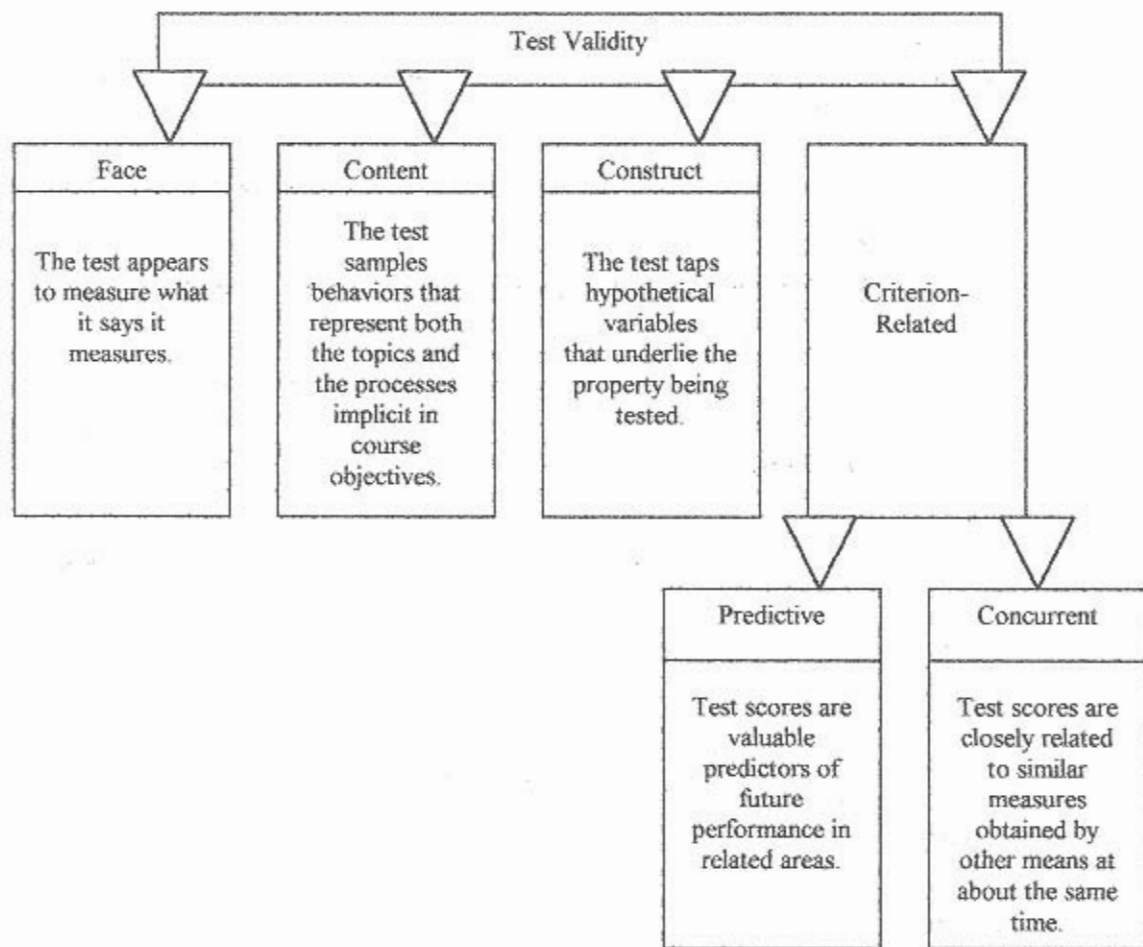 Test Validity
Face
The test appears
to measure what
it says it
measures.
Content
The test
samples
behaviors that
represent both
the topics and
the processes
implicit in
course
objectives.
Construct
The test taps
hypothetical
variables
that underlie the
property being
tested.
Criterion-
Related
Predictive
Test scores are
valuable
predictors of
future
performance in
related areas.
Concurrent
Test scores are
closely related
to similar
measures
obtained by
other means at
about the same
time.